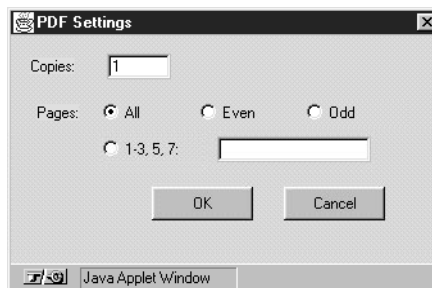 PDF Settings
Copies: 1
Pages: All Even Odd
1-3, 5, 7:
OK Cancel
Java Applet Window